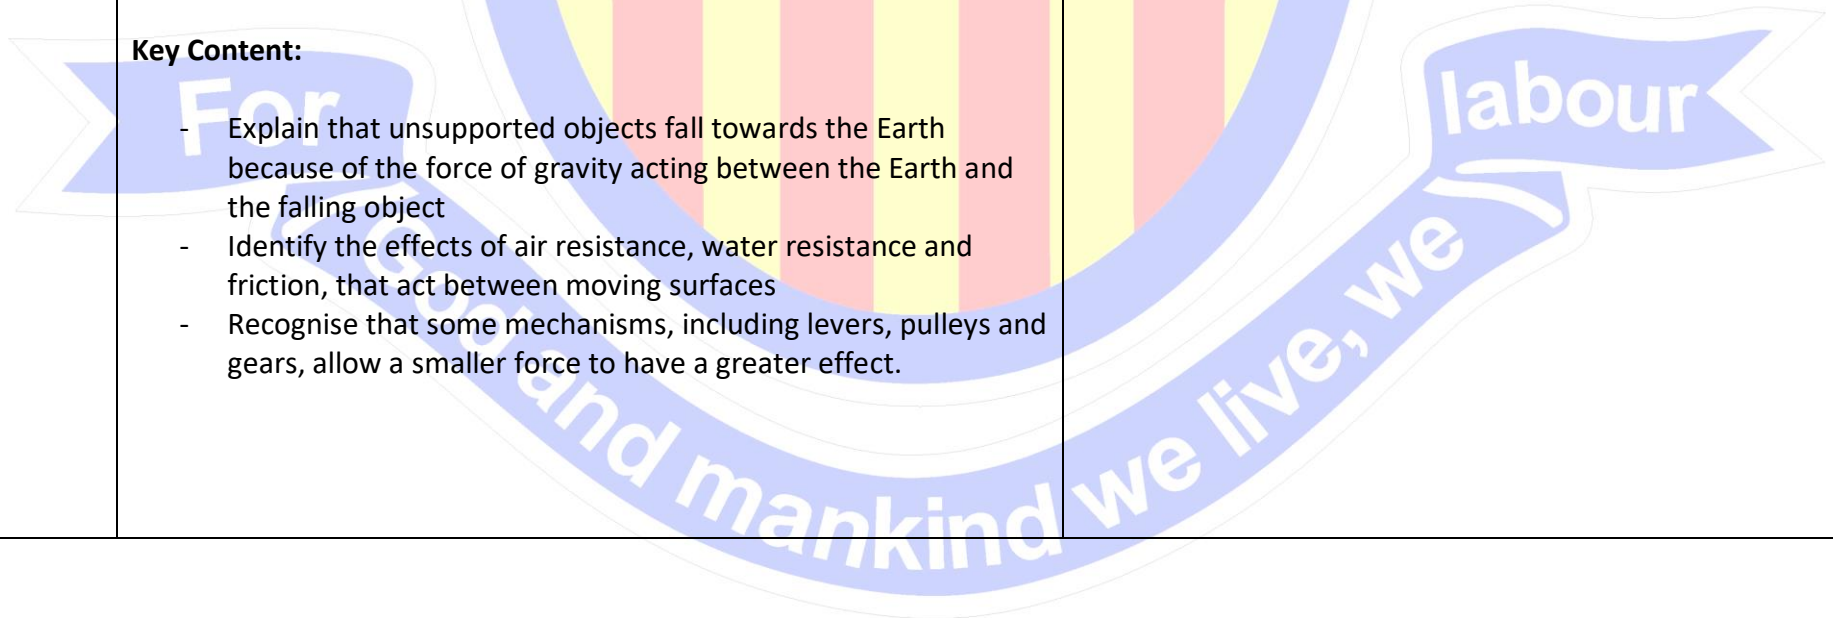 Key Content:
- Explain that unsupported objects fall towards the Earth
because of the force of gravity acting between the Earth and
the falling object
- Identify the effects of air resistance, water resistance and
friction, that act between moving surfaces
- Recognise that some mechanisms, including levers, pulleys and
gears, allow a smaller force to have a greater effect.
For Good and mankind we live, we labour